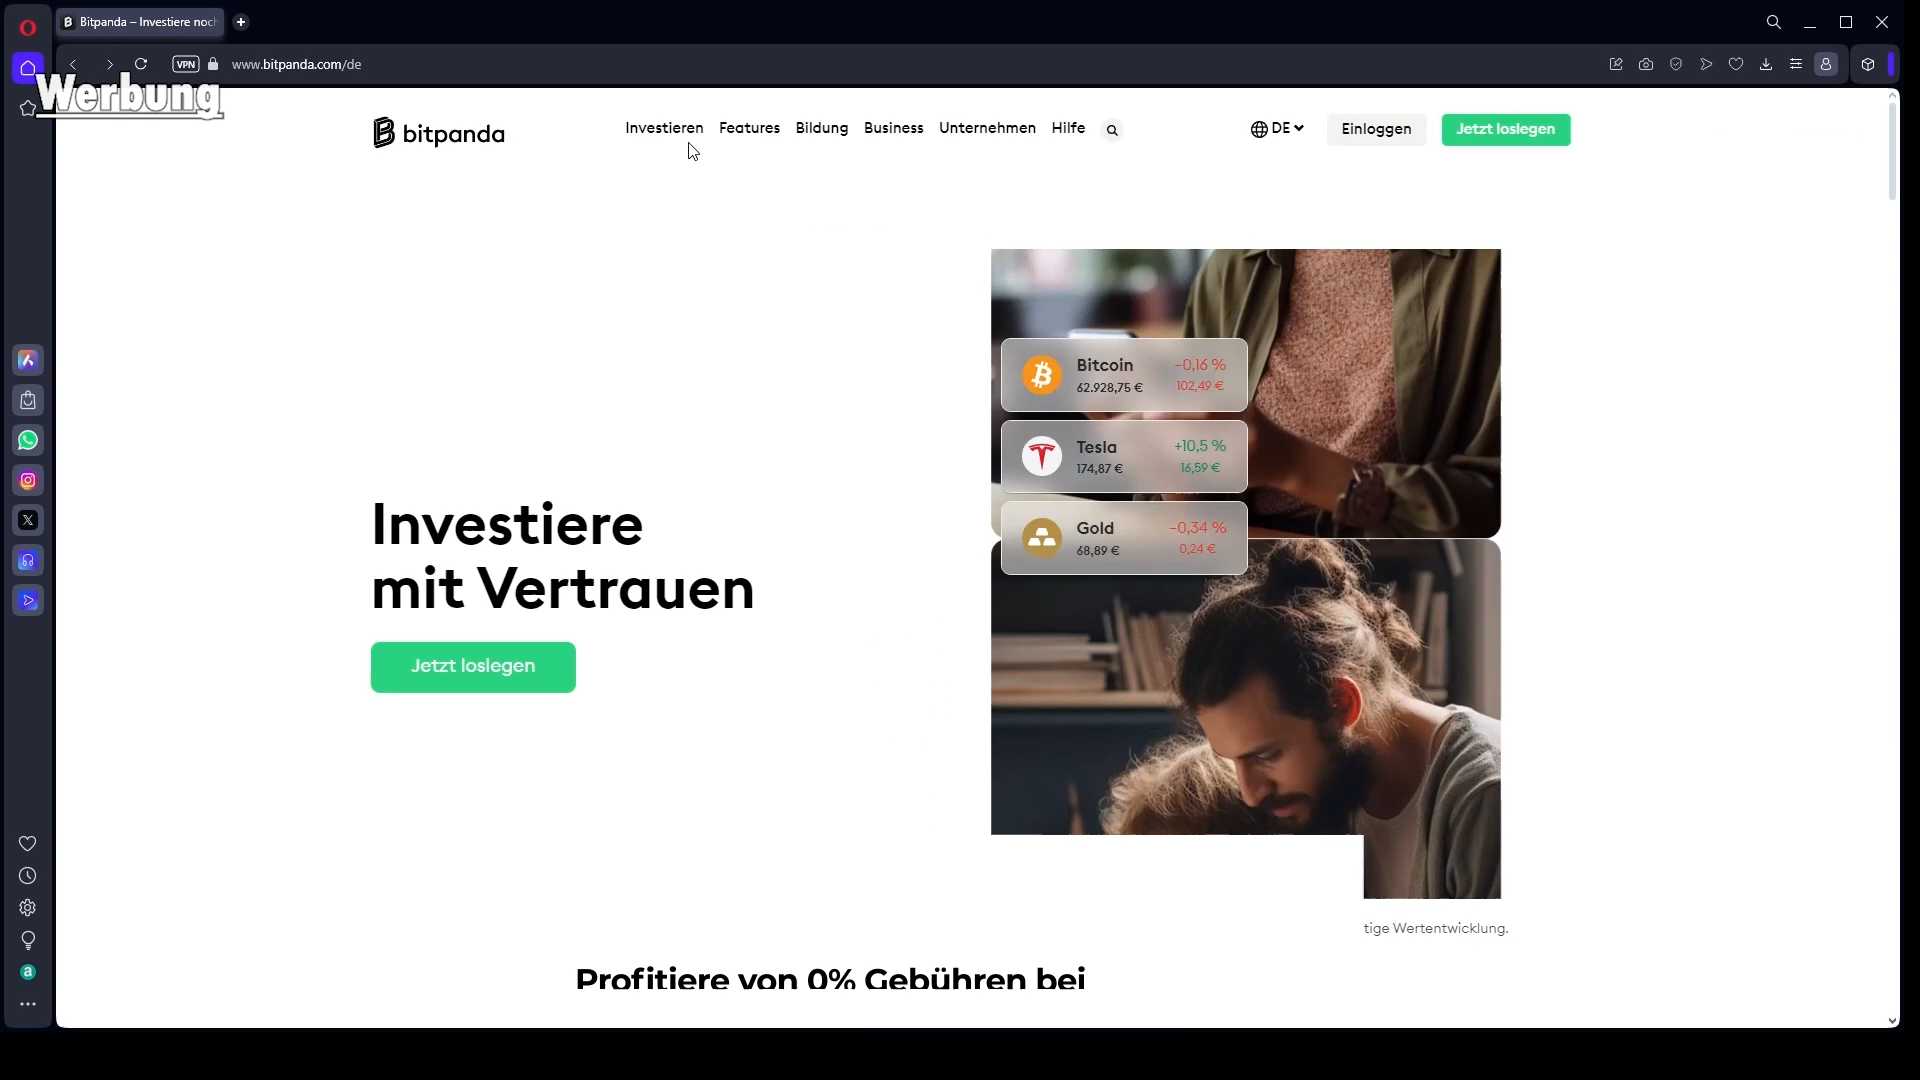 Bitpanda – Investiere noch
VPN
www.bitpanda.com/de
Werbung
bitpanda
Investieren
Features
Bildung
Business
Unternehmen
Hilfe
DE
Einloggen
Jetzt loslegen
Bitcoin
−0,16 %
62.928,75 €
102,49 €
Tesla
+10,5 %
174,87 €
16,59 €
Gold
−0,34 %
68,89 €
0,24 €
Investiere
mit Vertrauen
Jetzt loslegen
tige Wertentwicklung.
Profitiere von 0% Gebühren bei